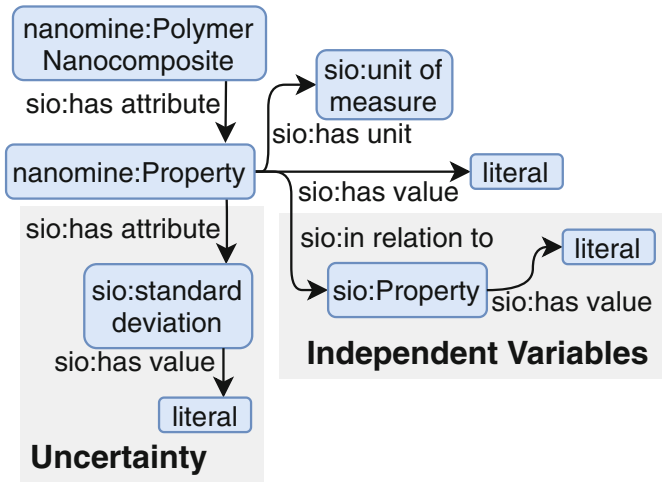 nanomine:Polymer
Nanocomposite
sio:has attribute
sio:unit of
measure
sio:has unit
nanomine:Property
sio:has value
literal
sio:has attribute
sio:in relation to
literal
sio:standard
deviation
sio:Property
sio:has value
sio:has value
Independent Variables
literal
Uncertainty